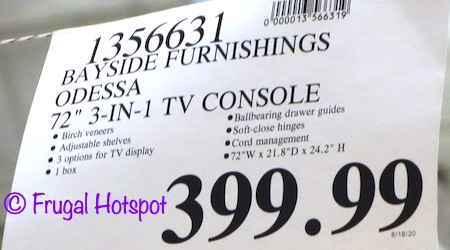 0000013566319
1356631
BAYSIDE FURNISHINGS
ODESSA
72" 3-IN-1 TV CONSOLE
• Birch veneers
• Adjustable shelves
• 3 options for TV display
• 1 box
• Ballbearing drawer guides
• Soft-close hinges
• Cord management
• 72"W x 21.8"D x 24.2" H
399.99
8/18/20
© Frugal Hotspot